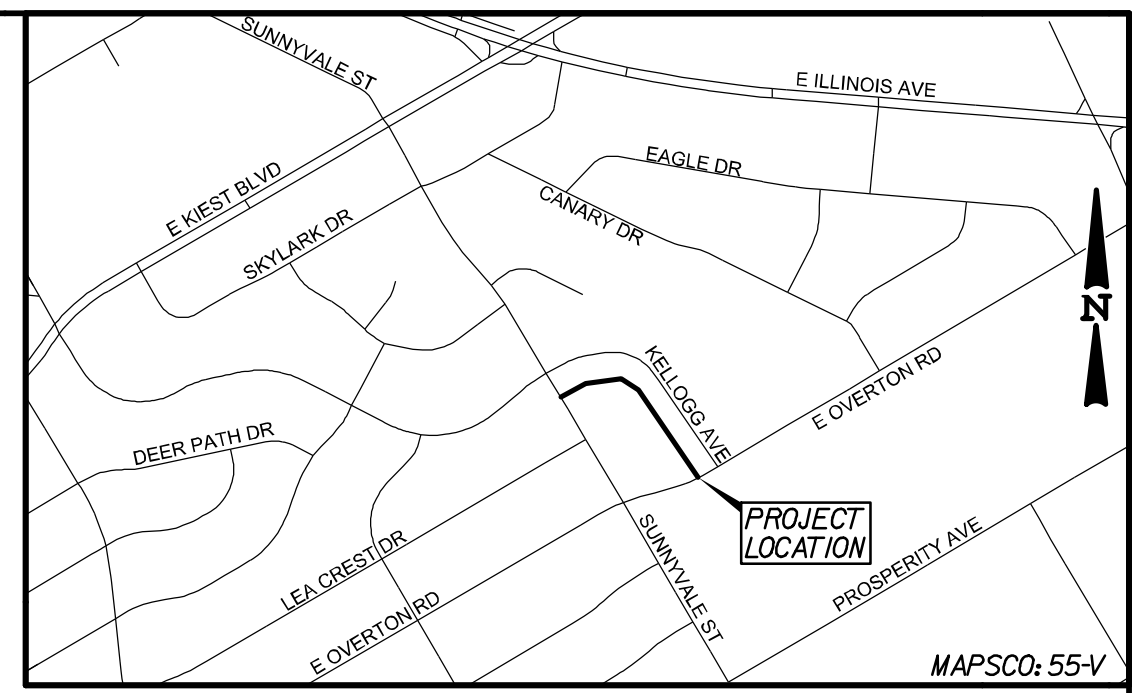 SUNNYVALE ST
E ILLINOIS AVE
EAGLE DR
E KIEST BLVD
CANARY DR
SKYLARK DR
N
KELLOGG AVE
E OVERTON RD
DEER PATH DR
PROJECT
LOCATION
LEA CREST DR
SUNNYVALE ST
PROSPERITY AVE
E OVERTON RD
MAPSCO: 55-V